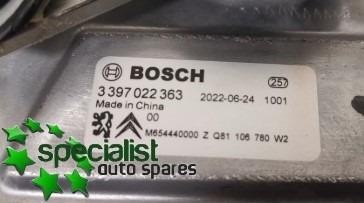 BOSCH
257
3 397 022 363 2022-06-24 1001
Made in China
00
M654440000 Z Q81 106 780 W2
specialist
auto spares